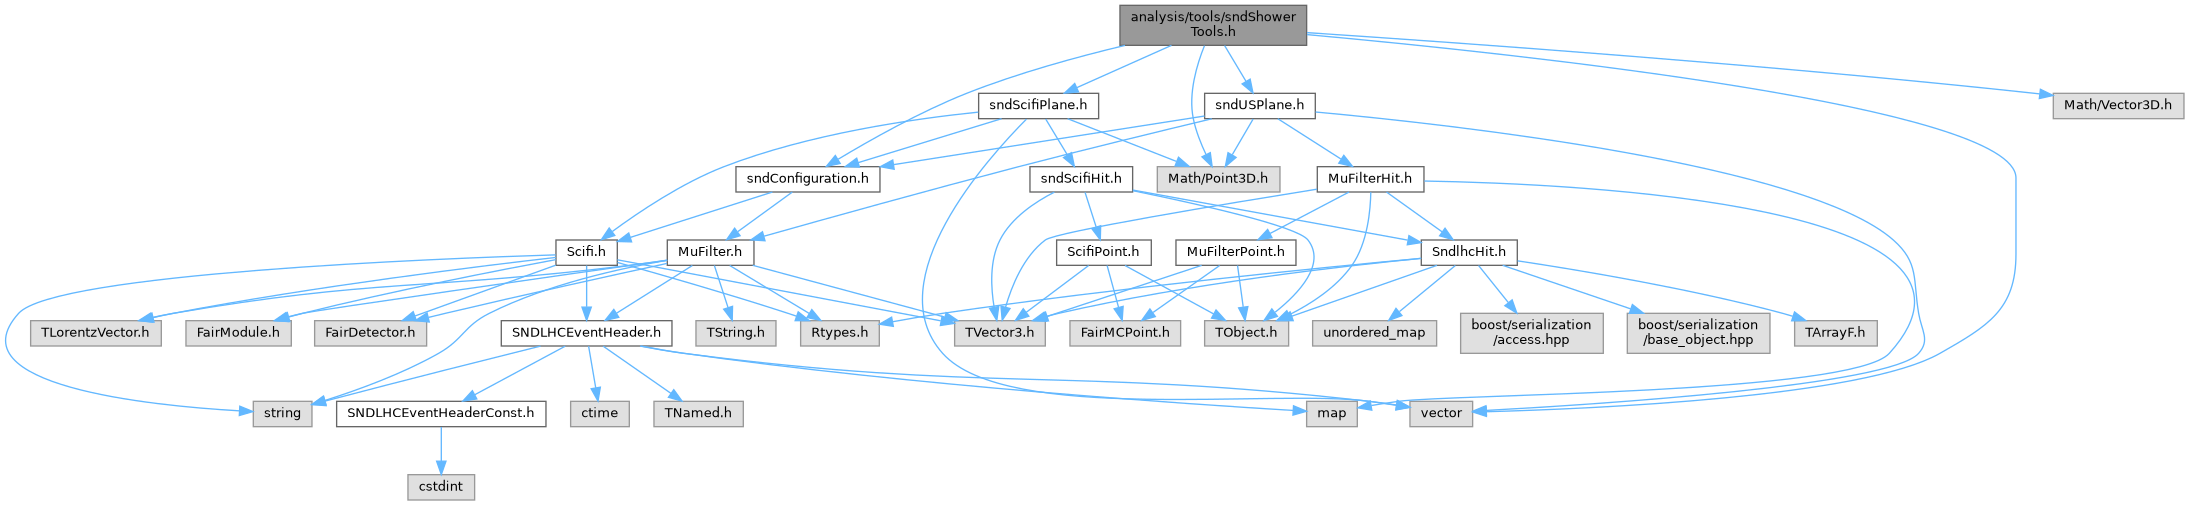 analysis/tools/sndShower
Tools.h
sndScifiPlane.h
sndUSPlane.h
Math/Vector3D.h
sndConfiguration.h
sndScifiHit.h
Math/Point3D.h
MuFilterHit.h
Scifi.h
MuFilter.h
ScifiPoint.h
MuFilterPoint.h
SndlhcHit.h
TLorentzVector.h
FairModule.h
FairDetector.h
SNDLHCEventHeader.h
TString.h
Rtypes.h
TVector3.h
FairMCPoint.h
TObject.h
unordered_map
boost/serialization
/access.hpp
boost/serialization
/base_object.hpp
TArrayF.h
string
SNDLHCEventHeaderConst.h
ctime
TNamed.h
map
vector
cstdint